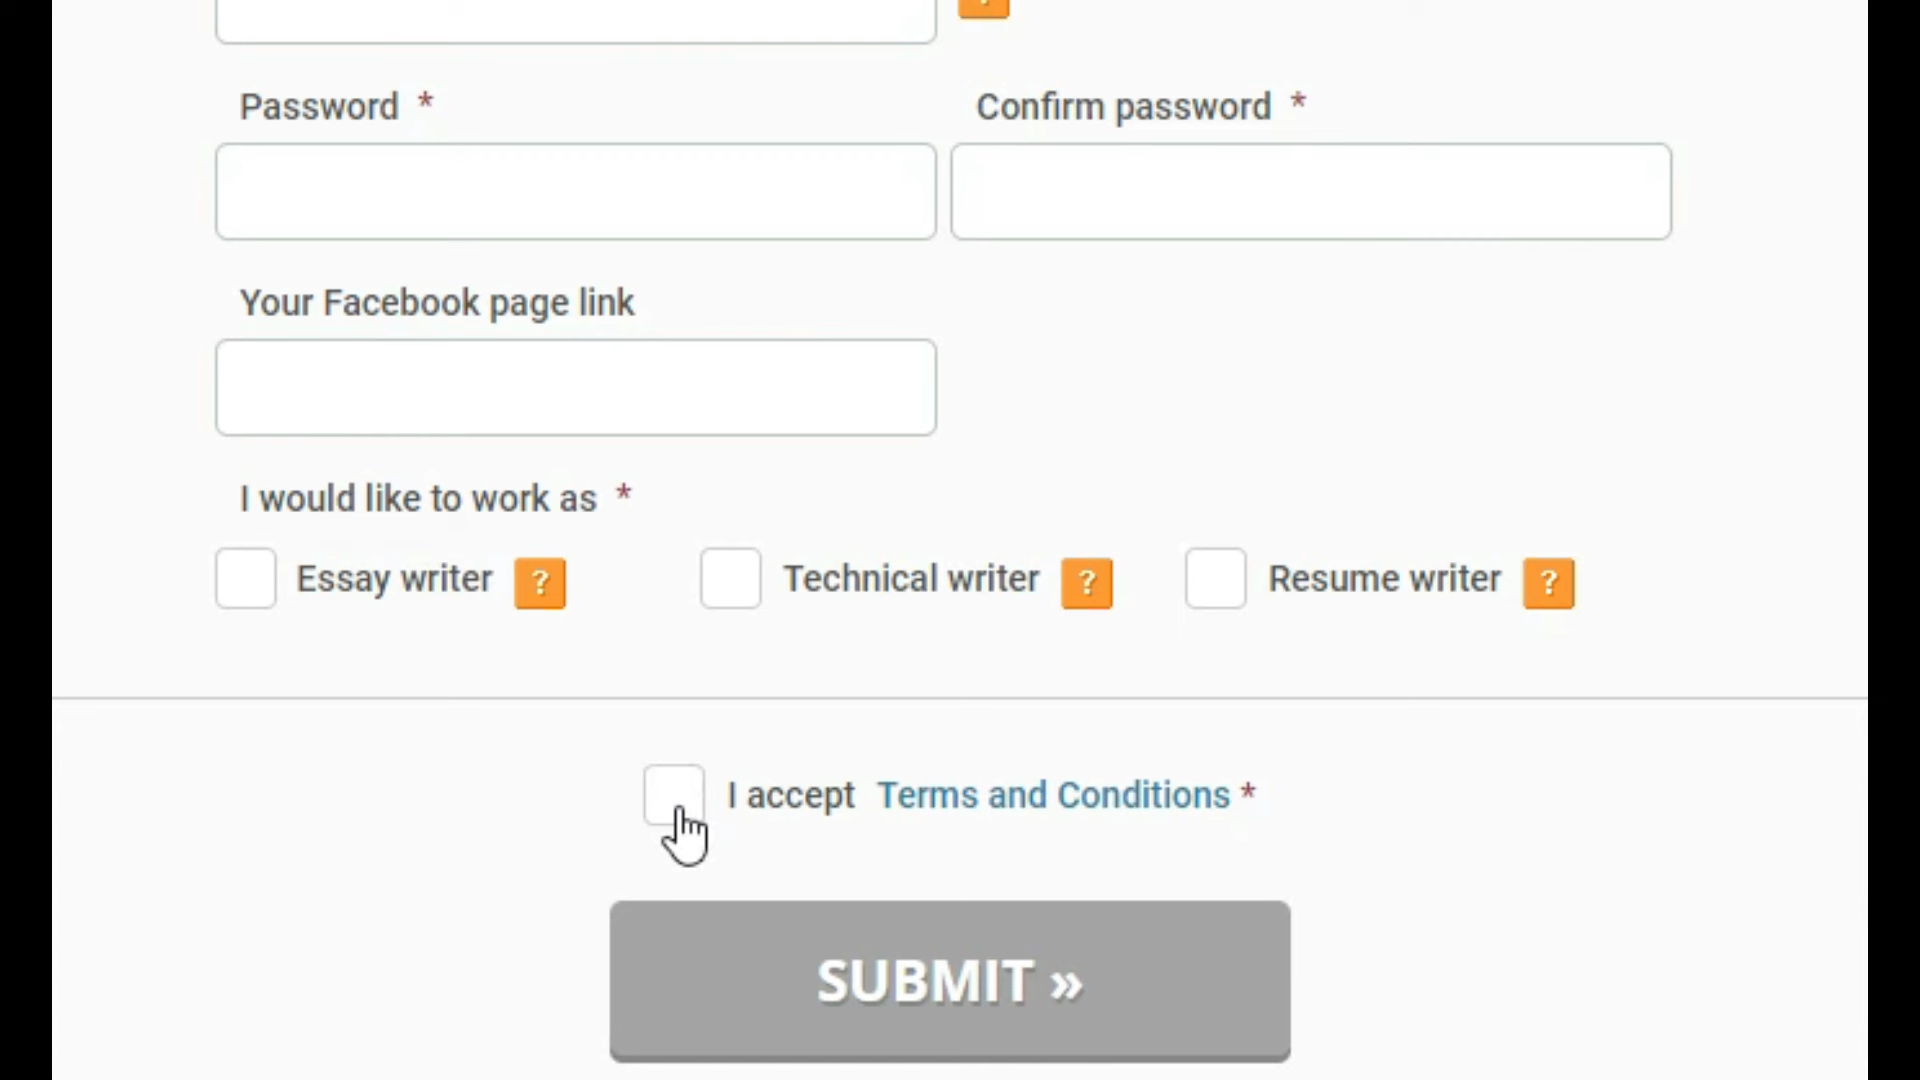 ?
Password * Confirm password *
Your Facebook page link
I would like to work as *
Essay writer ? Technical writer ? Resume writer ?
I accept Terms and Conditions *
SUBMIT »